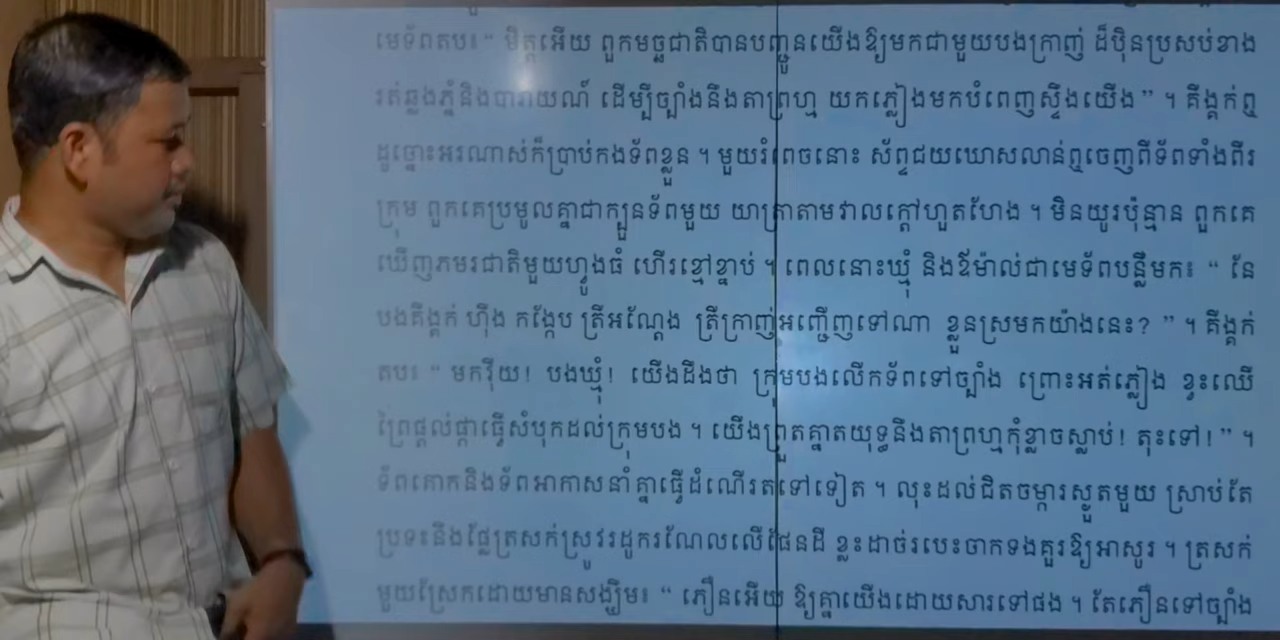 មេទ័ពតប៖ “ មិត្តអើយ ពួកមច្ឆជាតិបានបញ្ជូនយើងឱ្យមកជាមួយបងក្រាញ់ ដ៏ប៉ិនប្រសប់ខាង
រត់ឆ្លងភ្នំនិងបារាយណ៍ ដើម្បីច្បាំងនឹងតាព្រហ្ម យកភ្លៀងមកបំពេញស្ទឹងយើង ” ។ គីង្គក់ឮ
ដូច្នោះអរណាស់ក៏ប្រាប់កងទ័ពខ្លួន ។ មួយរំពេចនោះ ស័ព្ទជយឃោសលាន់ឮចេញពីទ័ពទាំងពីរ
ក្រុម ពួកគេប្រមូលគ្នាជាក្បួនទ័ពមួយ យាត្រាតាមវាលក្ដៅហួតហែង ។ មិនយូរប៉ុន្មាន ពួកគេ
ឃើញភមរជាតិមួយហ្វូងធំ ហើរខ្មៅខ្នាប់ ។ ពេលនោះឃ្មុំ និងឪម៉ាល់ជាមេទ័ពបន្លឺមក៖ “ នែ
បងគីង្គក់ ហ៊ីង កង្កែប ត្រីអណ្ដែង ត្រីក្រាញ់អញ្ជើញទៅណា ខ្លួនស្រមកយ៉ាងនេះ? ” ។ គីង្គក់
តប៖ “ មកវ៉ីយ! បងឃ្មុំ! យើងដឹងថា ក្រុមបងលើកទ័ពទៅច្បាំង ព្រោះអត់ភ្លៀង ខ្វះឈើ
ព្រៃផ្ដល់ផ្កាធ្វើសំបុកដល់ក្រុមបង ។ យើងព្រួតគ្នាតយុទ្ធនឹងតាព្រហ្មកុំខ្លាចស្លាប់! តុះទៅ! ” ។
ទ័ពគោកនិងទ័ពអាកាសនាំគ្នាធ្វើដំណើរតទៅទៀត ។ លុះដល់ជិតចម្ការស្ងួតមួយ ស្រាប់តែ
ប្រទះនឹងផ្លែត្រសក់ស្រូវរដូករណែលលើផែនដី ខ្លះដាច់របេះចាកទងគួរឱ្យអាសូរ ។ ត្រសក់
មួយស្រែកដោយមានសង្ឃឹម៖ “ ភឿនអើយ ឱ្យគ្នាយើងដោយសារទៅផង ។ តែភឿនទៅច្បាំង